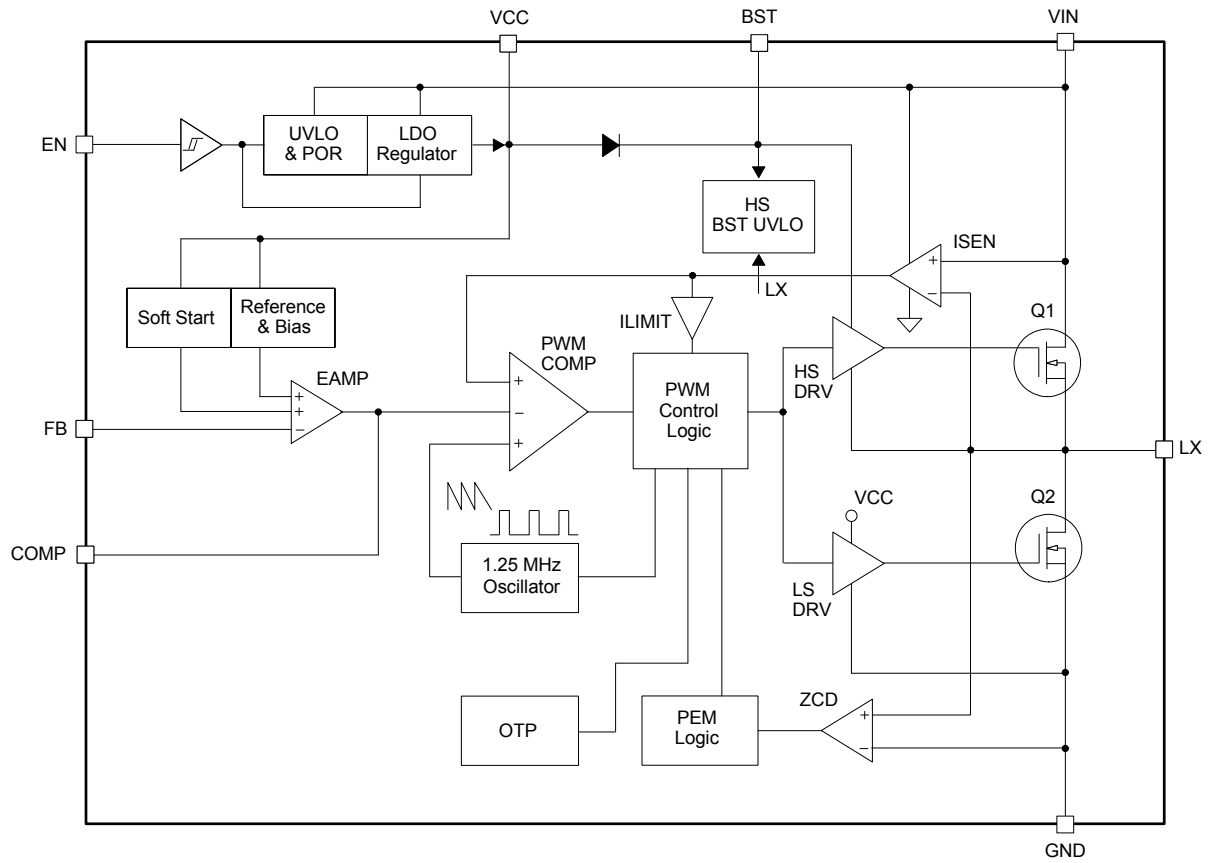 VCC
BST
VIN
EN
UVLO
& POR
LDO
Regulator
HS
BST UVLO
LX
ISEN
+
−
Soft Start
Reference
& Bias
ILIMIT
Q1
EAMP
+
+
−
PWM
COMP
+
−
+
PWM
Control
Logic
HS
DRV
FB
LX
VCC
Q2
COMP
1.25 MHz
Oscillator
LS
DRV
OTP
PEM
Logic
ZCD
+
−
GND